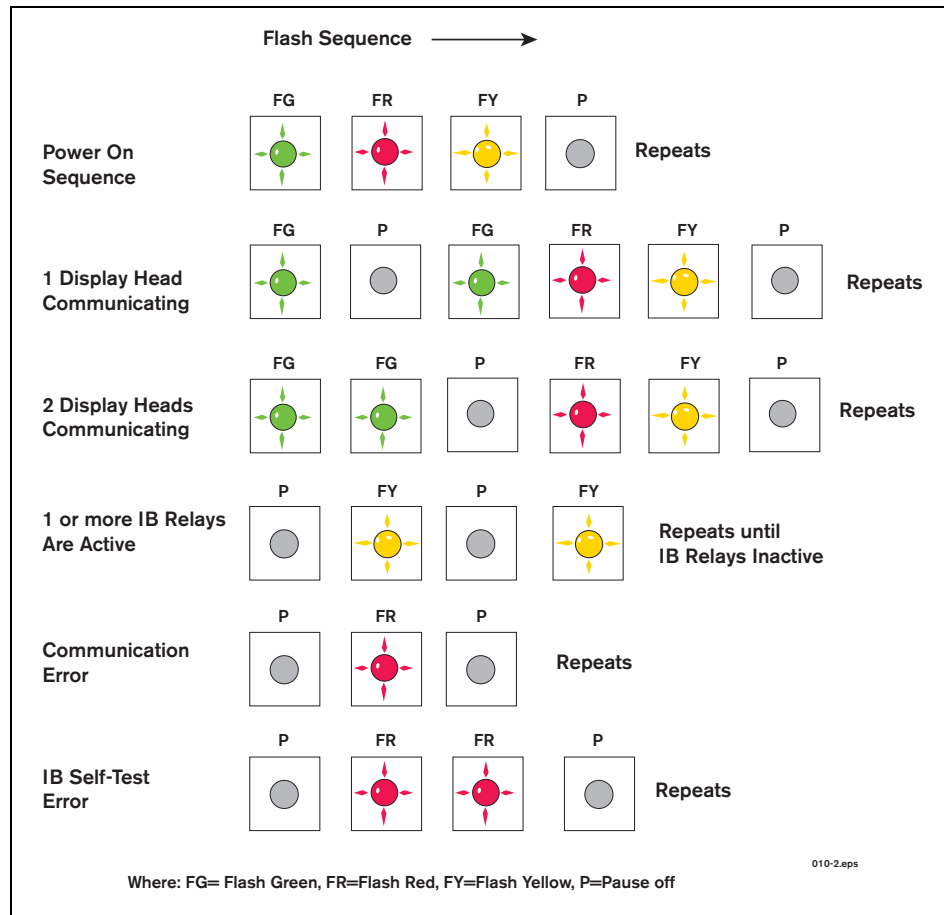 Flash Sequence
FG FR FY P
Power On
Sequence
Repeats
FG P FG FR FY P
1 Display Head
Communicating
Repeats
FG FG P FR FY P
2 Display Heads
Communicating
Repeats
P FY P FY
1 or more IB Relays
Are Active
Repeats until
IB Relays Inactive
P FR P
Communication
Error
Repeats
P FR FR P
IB Self-Test
Error
Repeats
010-2.eps
Where: FG= Flash Green, FR=Flash Red, FY=Flash Yellow, P=Pause off